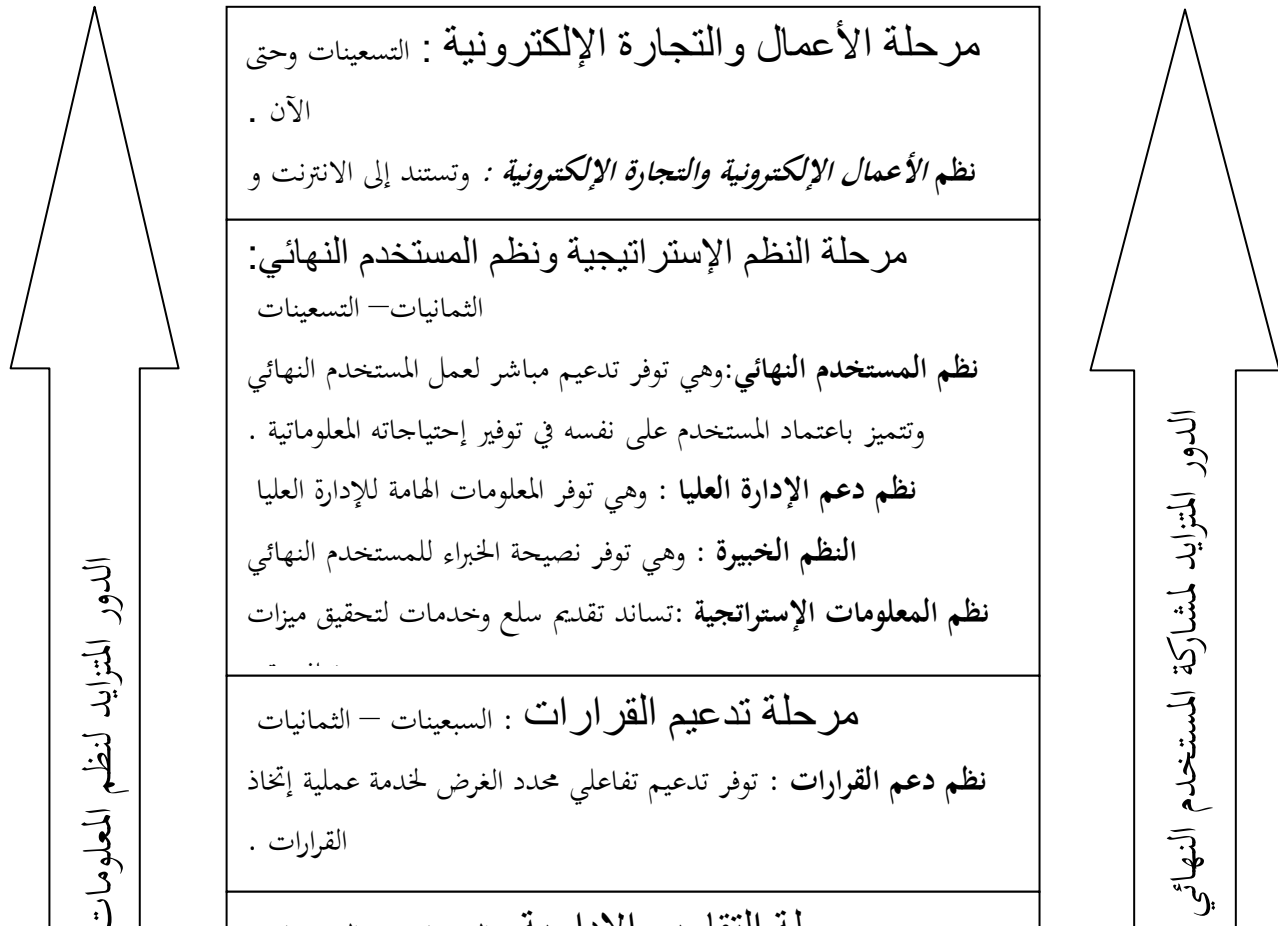 مرحلة الأعمال والتجارة الإلكترونية : التسعينات وحتى
الآن .
نظم الأعمال الإلكترونية والتجارة الإلكترونية : وتستند إلى الانترنت و
مرحلة النظم الإستراتيجية ونظم المستخدم النهائي:
الثمانيات– التسعينات
نظم المستخدم النهائي:وهي توفر تدعيم مباشر لعمل المستخدم النهائي
وتتميز باعتماد المستخدم على نفسه في توفير إحتياجاته المعلوماتية .
نظم دعم الإدارة العليا : وهي توفر المعلومات الهامة للإدارة العليا
النظم الخبيرة : وهي توفر نصيحة الخبراء للمستخدم النهائي
نظم المعلومات الإستراتجية :تساند تقديم سلع وخدمات لتحقيق ميزات
مرحلة تدعيم القرارات : السبعينات – الثمانيات
نظم دعم القرارات : توفر تدعيم تفاعلي محدد الغرض لخدمة عملية إتخاذ
القرارات .
الدور المتزايد لمشاركة المستخدم النهائي
الدور المتزايد لنظم المعلومات